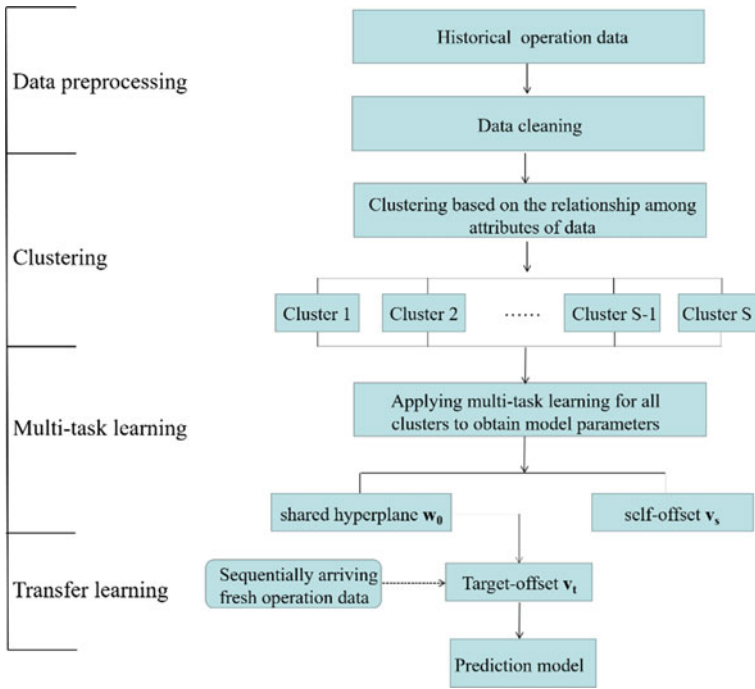 Data preprocessing
Historical operation data
Data cleaning
Clustering
Clustering based on the relationship among
attributes of data
Cluster 1
Cluster 2
······
Cluster S-1
Cluster S
Multi-task learning
Applying multi-task learning for all
clusters to obtain model parameters
shared hyperplane w₀
self-offset vₛ
Transfer learning
Sequentially arriving
fresh operation data
Target-offset vₜ
Prediction model